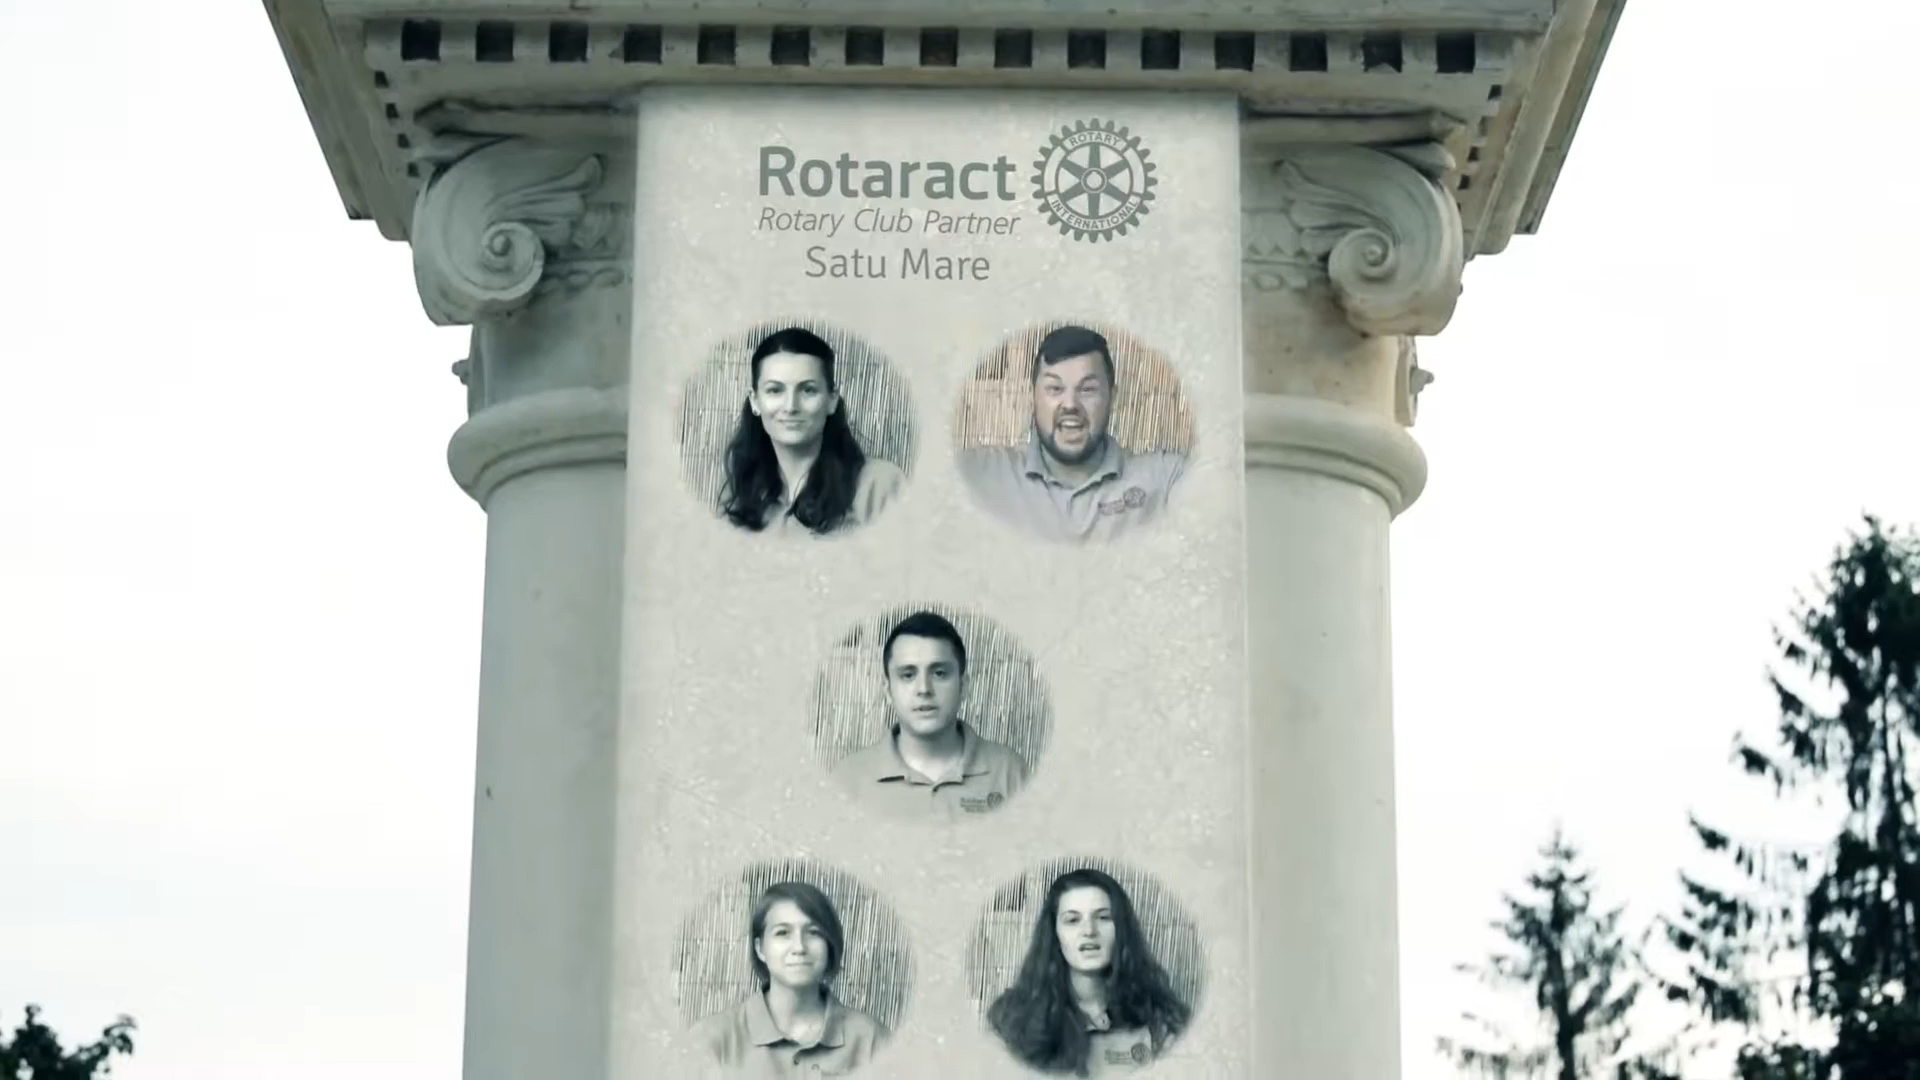 Rotaract
Rotary Club Partner
Satu Mare
ROTARY
INTERNATIONAL